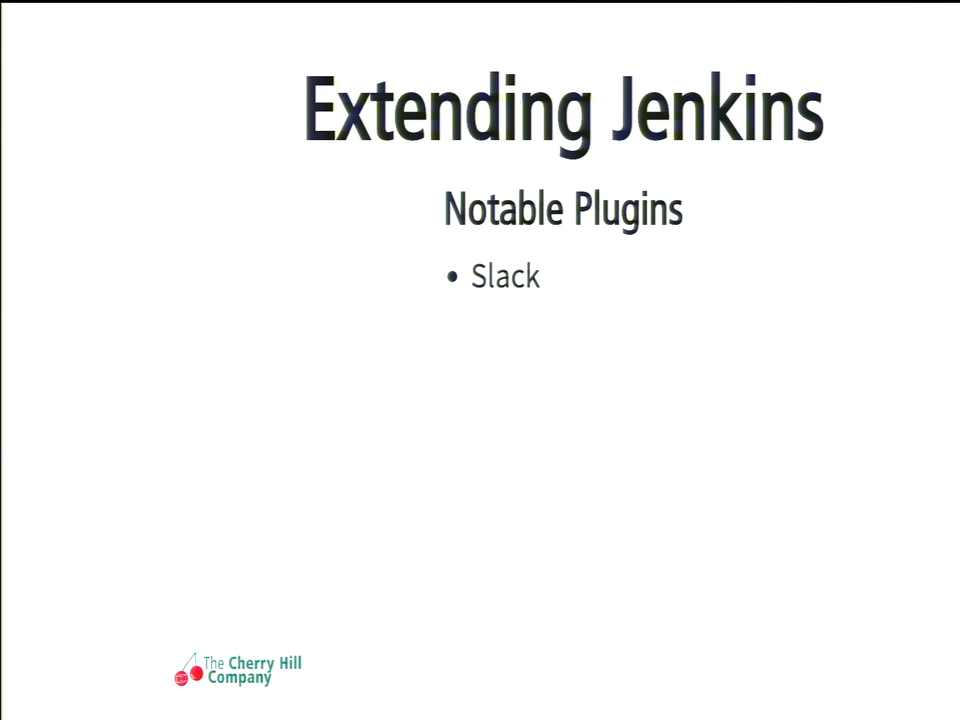 Extending Jenkins
Notable Plugins
• Slack
The Cherry Hill
Company